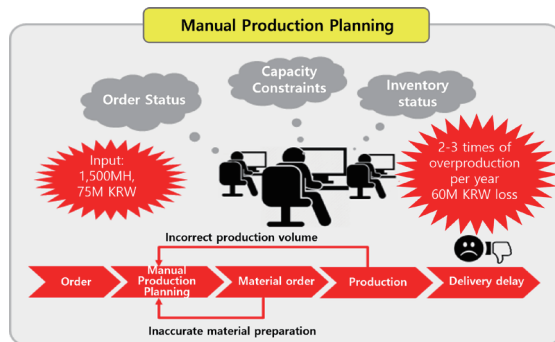 Manual Production Planning
Order Status
Capacity
Constraints
Inventory
status
Input:
1,500MH,
75M KRW
2-3 times of
overproduction
per year
60M KRW loss
Incorrect production volume
Order
Manual
Production
Planning
Material order
Production
Delivery delay
Inaccurate material preparation